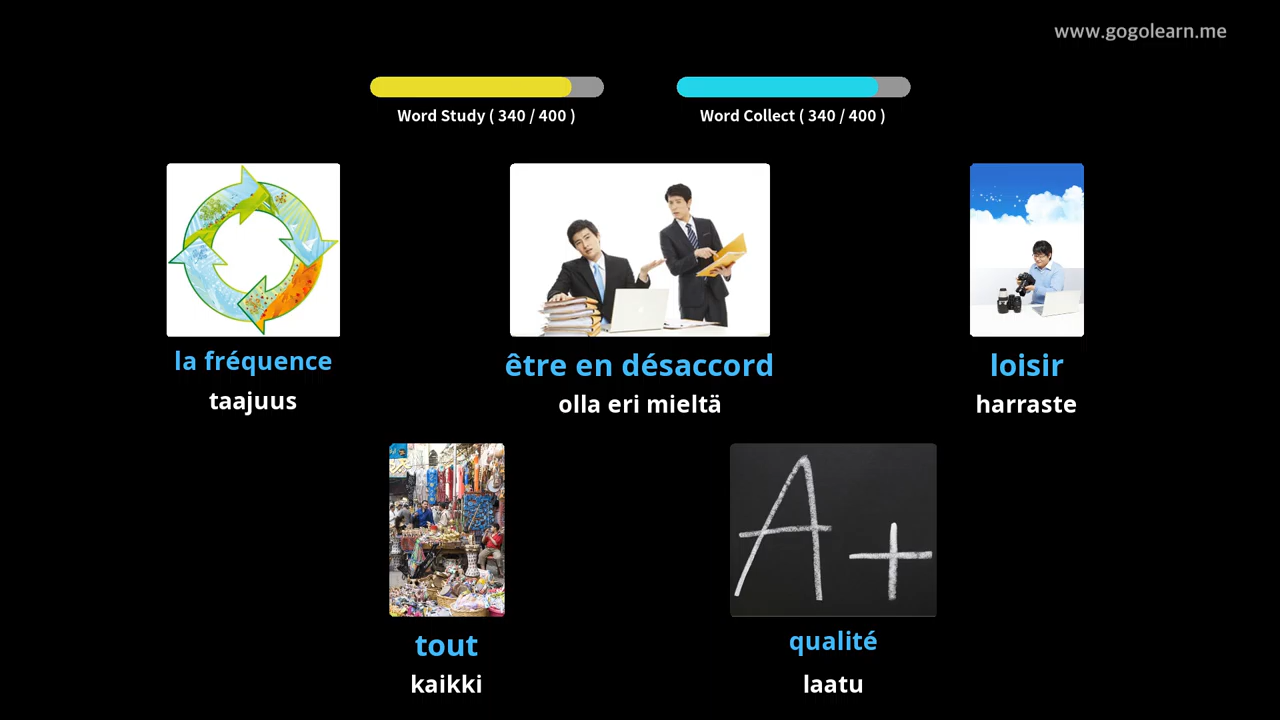 www.gogolearn.me
Word Study ( 340 / 400 )
Word Collect ( 340 / 400 )
la fréquence
taajuus
être en désaccord
olla eri mieltä
loisir
harraste
A+
tout
kaikki
qualité
laatu